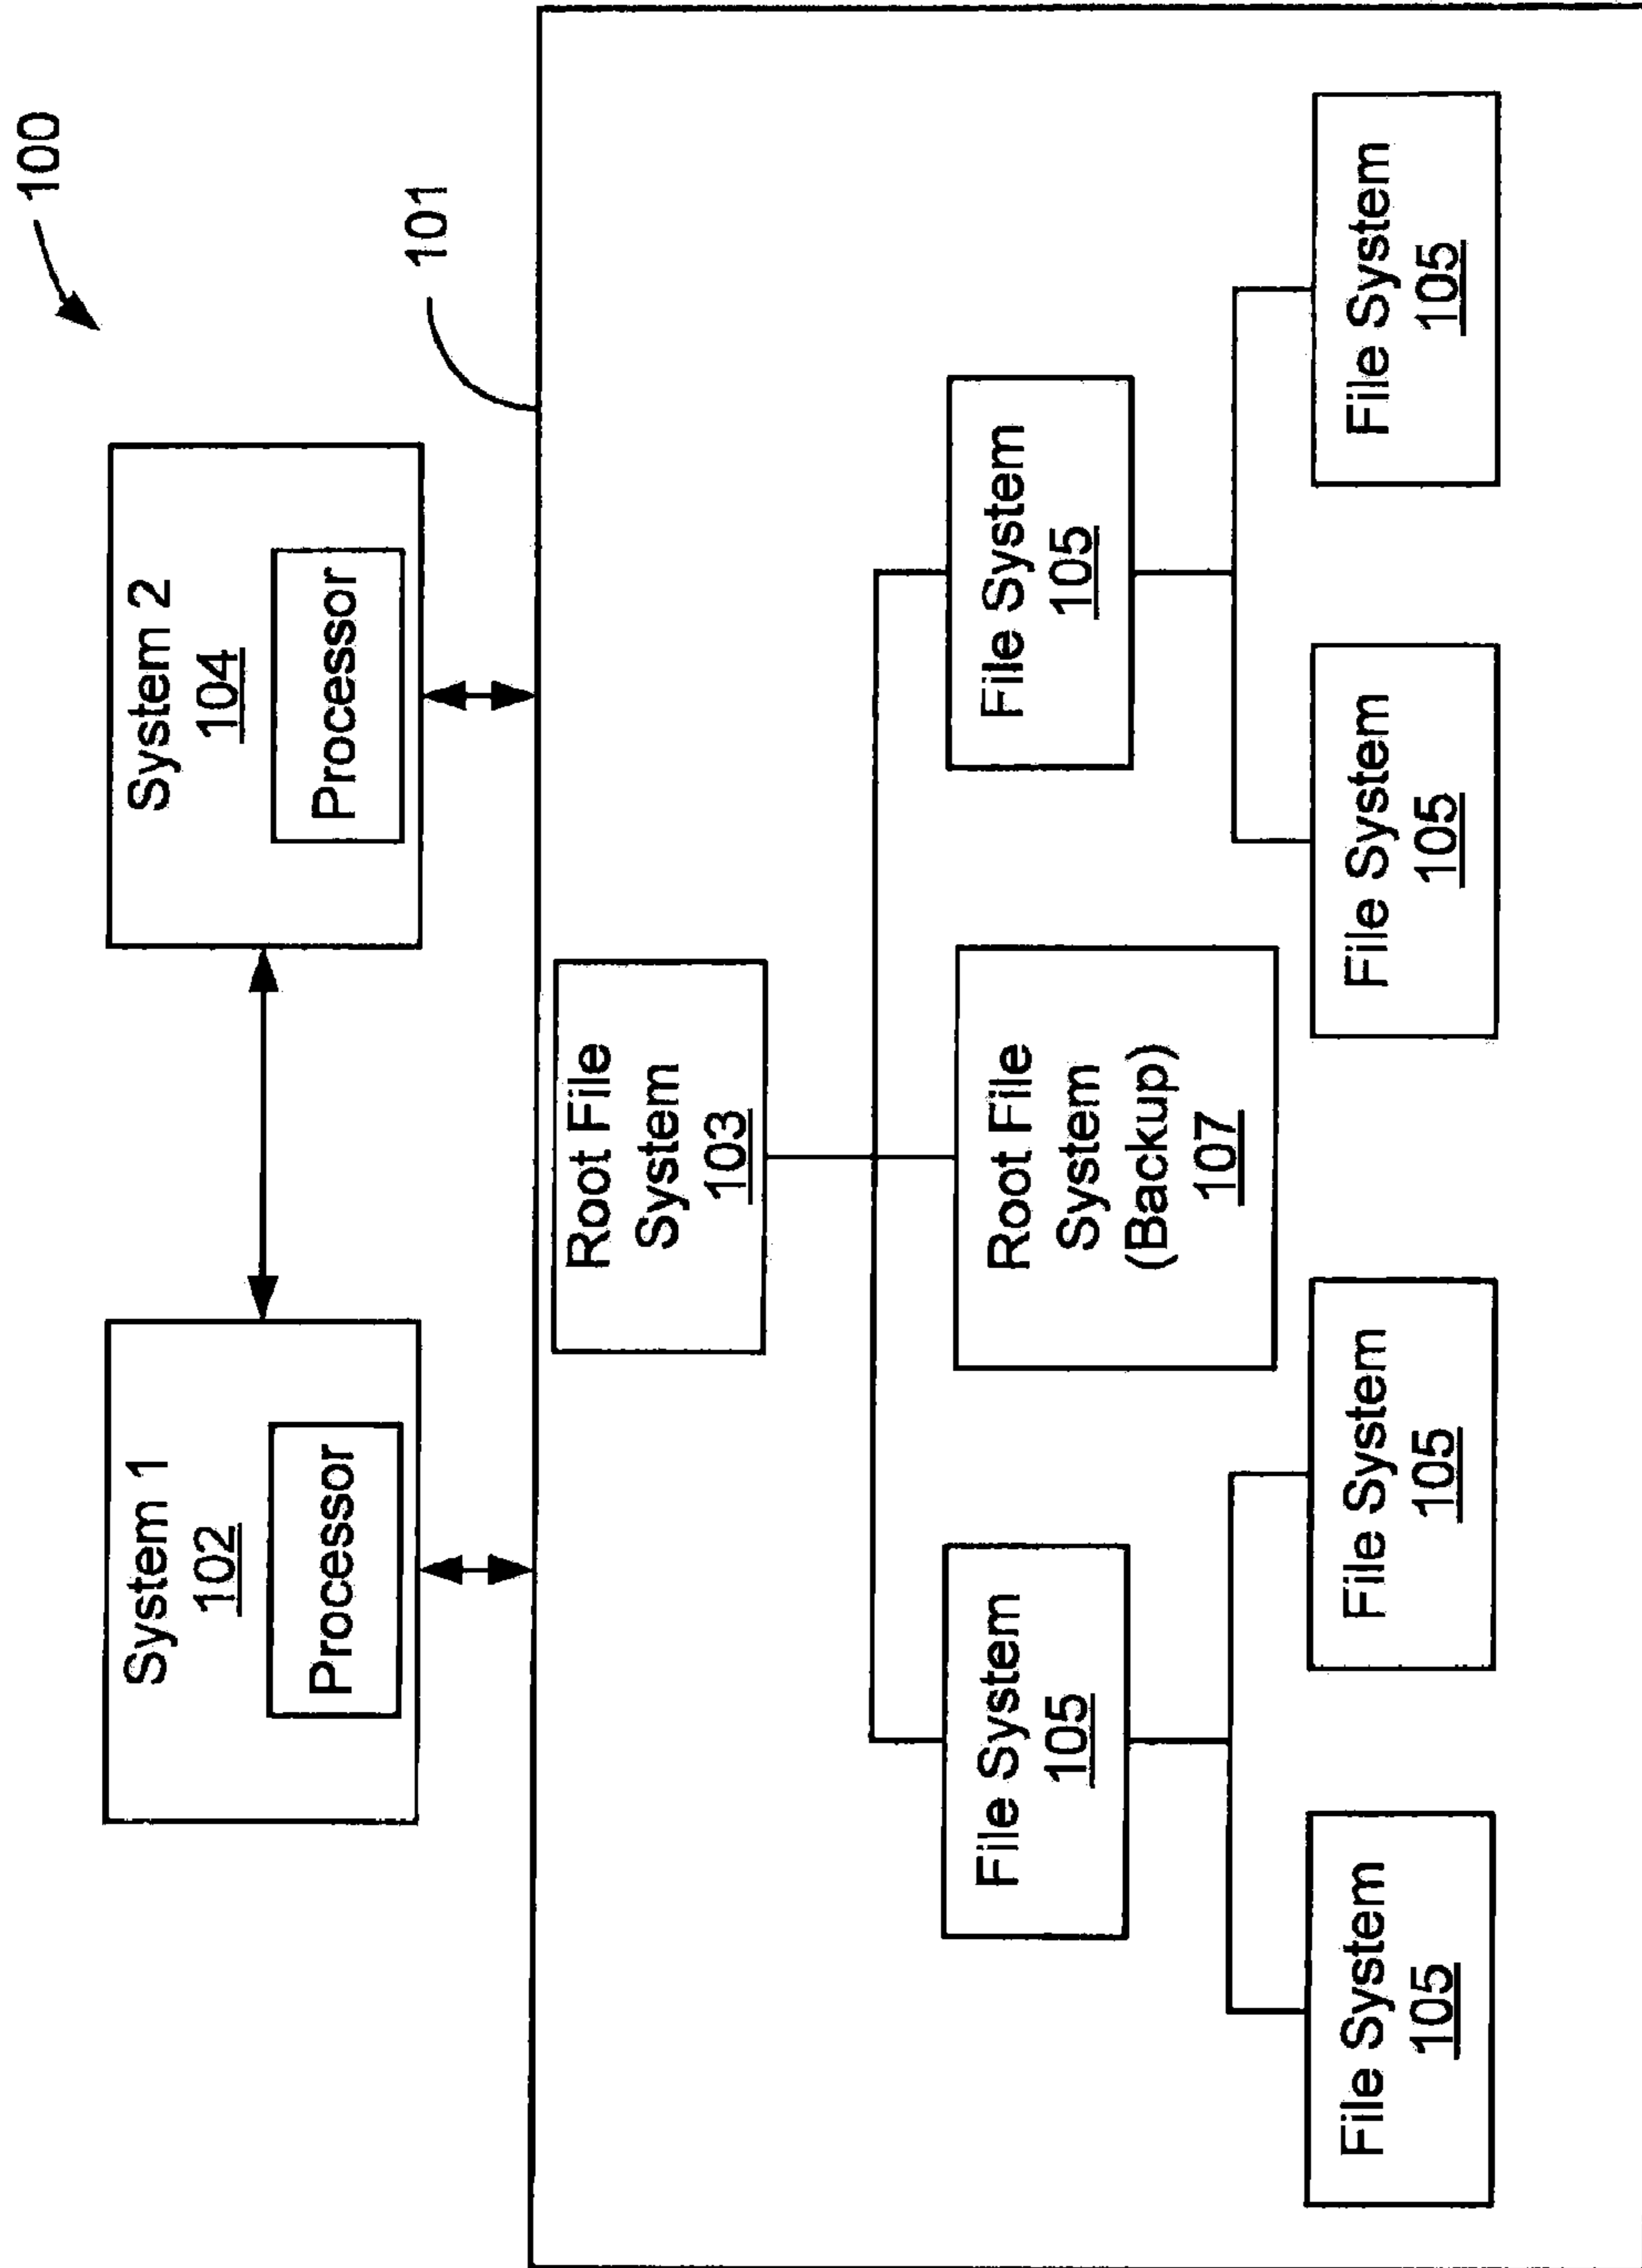 100
System 1
102
Processor
System 2
104
Processor
101
Root File
System
103
File System
105
Root File
System
(Backup)
107
File System
105
File System
105
File System
105
File System
105
File System
105